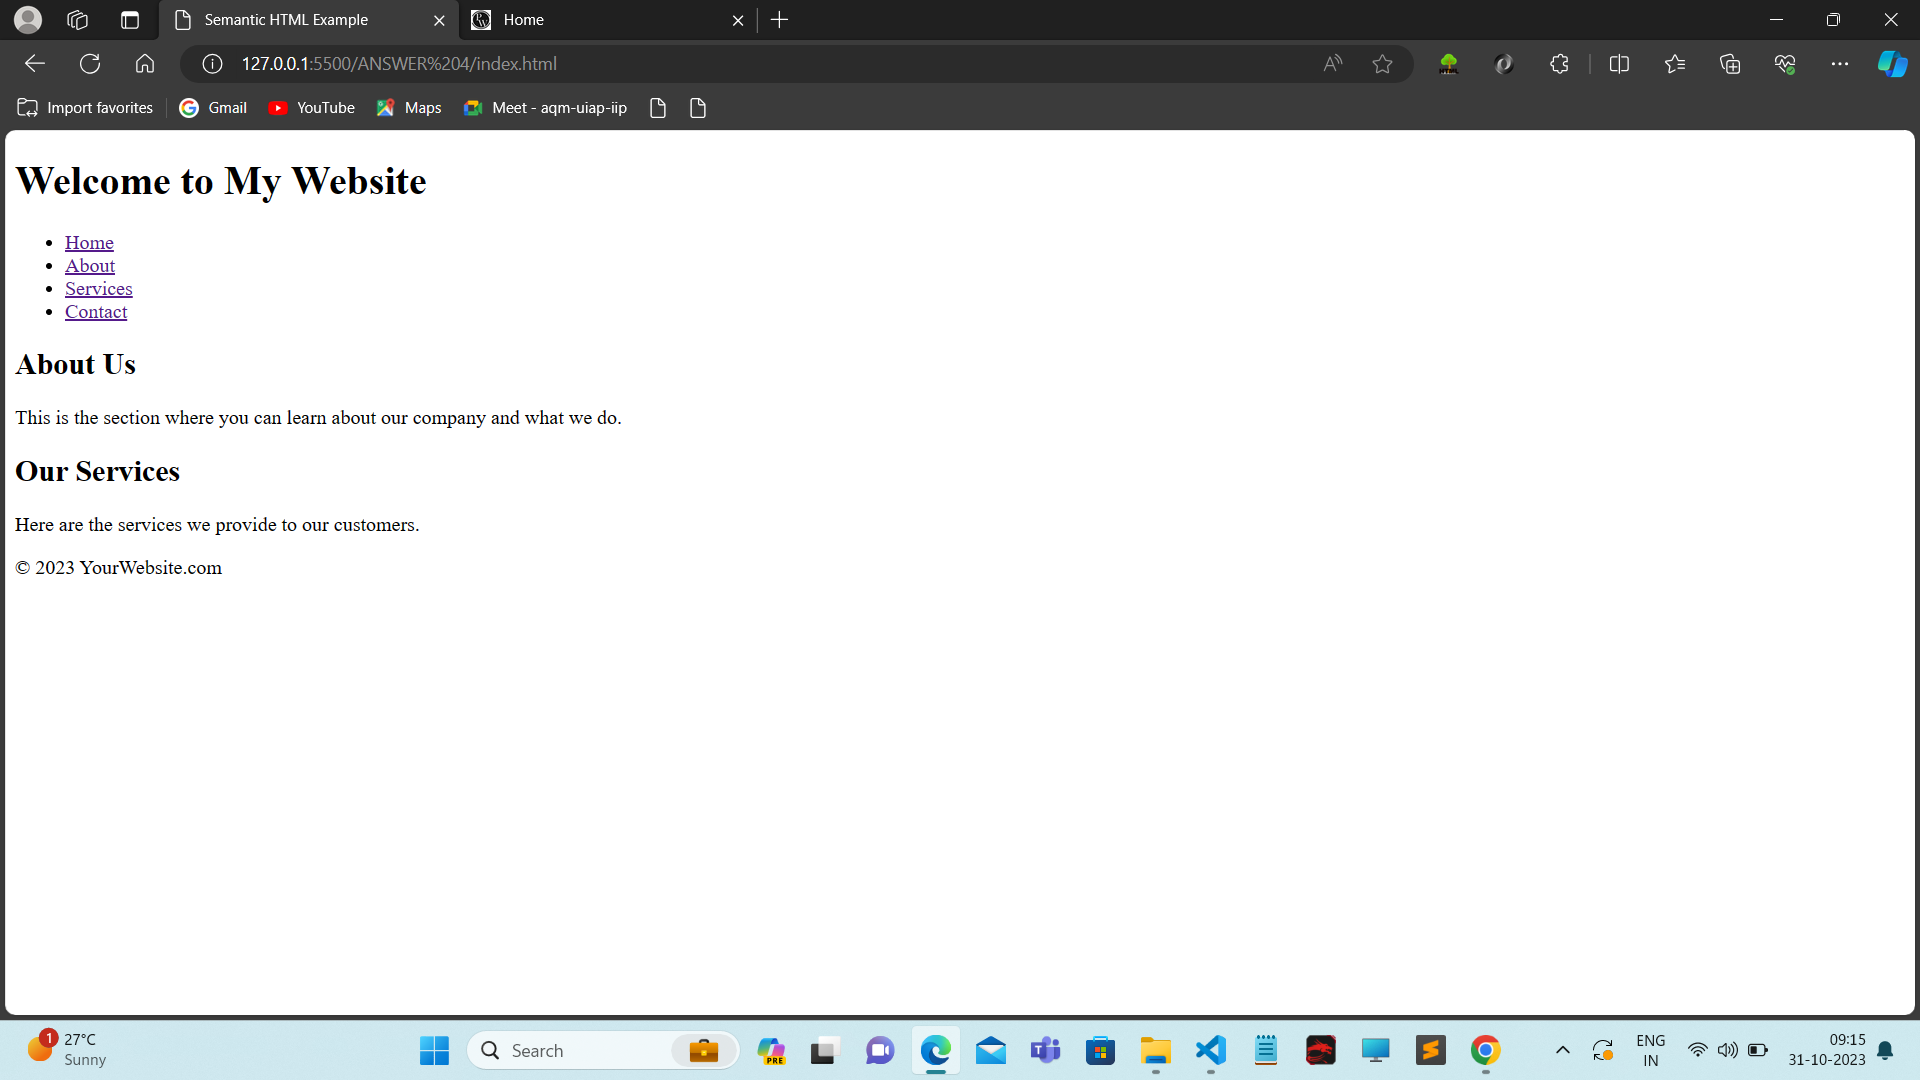 Semantic HTML Example
Home
127.0.0.1:5500/ANSWER%204/index.html
Import favorites
Gmail
YouTube
Maps
Meet - aqm-uiap-iip
Welcome to My Website
Home
About
Services
Contact
About Us
This is the section where you can learn about our company and what we do.
Our Services
Here are the services we provide to our customers.
© 2023 YourWebsite.com
1
27°C
Sunny
Search
PRE
ENG
IN
09:15
31-10-2023